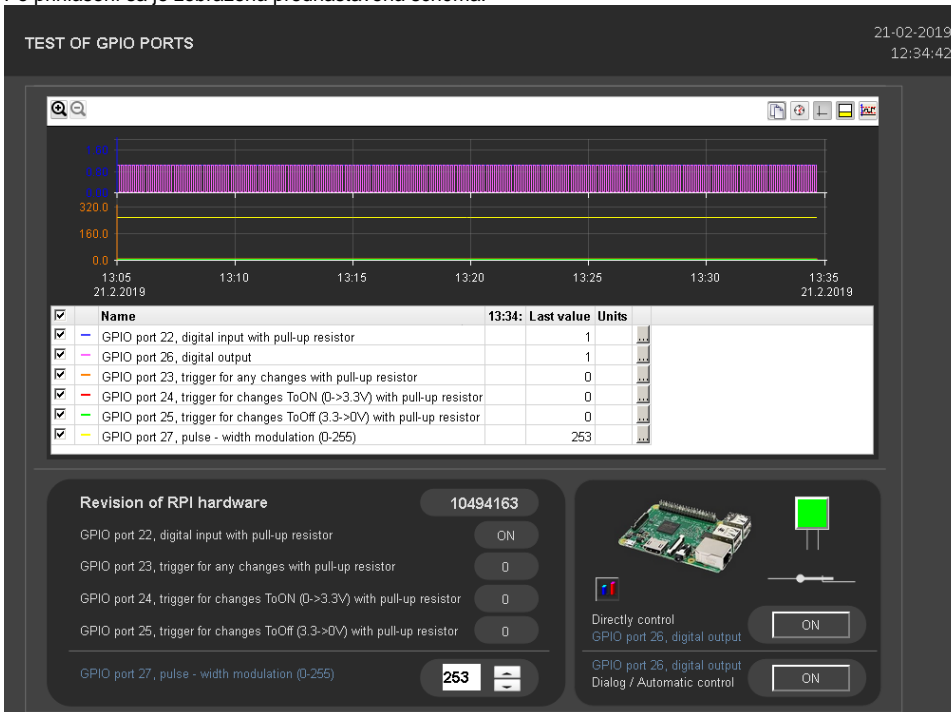 Po prihlásení sa je zobrazená prednastavená schéma.
TEST OF GPIO PORTS
21-02-2019
12:34:42
1.60
0.80
0.00
320.0
160.0
0.0
13:05 13:10 13:15 13:20 13:25 13:30 13:35
21.2.2019 21.2.2019
Name 13:34: Last value Units
GPIO port 22, digital input with pull-up resistor 1 ...
GPIO port 26, digital output 1 ...
GPIO port 23, trigger for any changes with pull-up resistor 0 ...
GPIO port 24, trigger for changes ToON (0->3.3V) with pull-up resistor 0 ...
GPIO port 25, trigger for changes ToOff (3.3->0V) with pull-up resistor 0 ...
GPIO port 27, pulse - width modulation (0-255) 253 ...
Revision of RPI hardware 10494163
GPIO port 22, digital input with pull-up resistor ON
GPIO port 23, trigger for any changes with pull-up resistor 0
GPIO port 24, trigger for changes ToON (0->3.3V) with pull-up resistor 0
GPIO port 25, trigger for changes ToOff (3.3->0V) with pull-up resistor 0
GPIO port 27, pulse - width modulation (0-255) 253
Directly control
GPIO port 26, digital output
ON
GPIO port 26, digital output
Dialog / Automatic control
ON